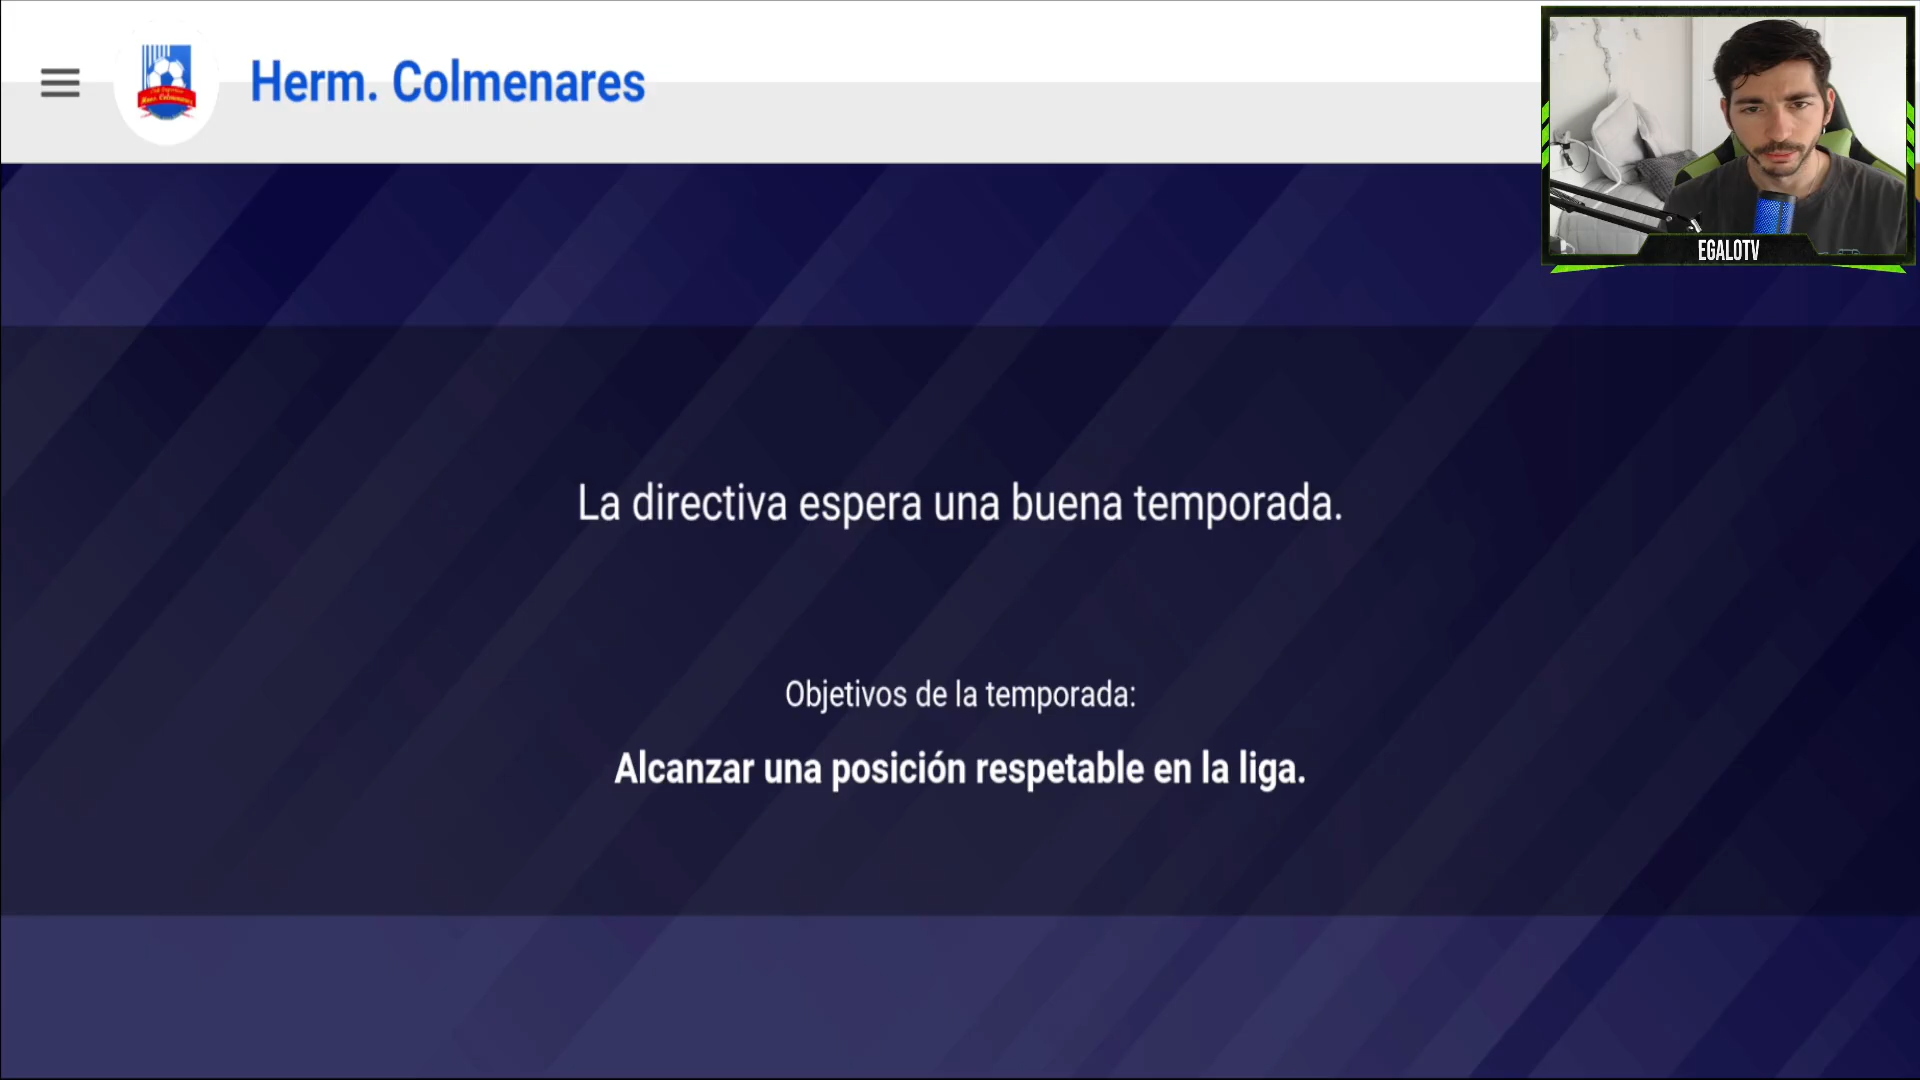 Herm. Colmenares
EGALOTV
La directiva espera una buena temporada.
Objetivos de la temporada:
Alcanzar una posición respetable en la liga.